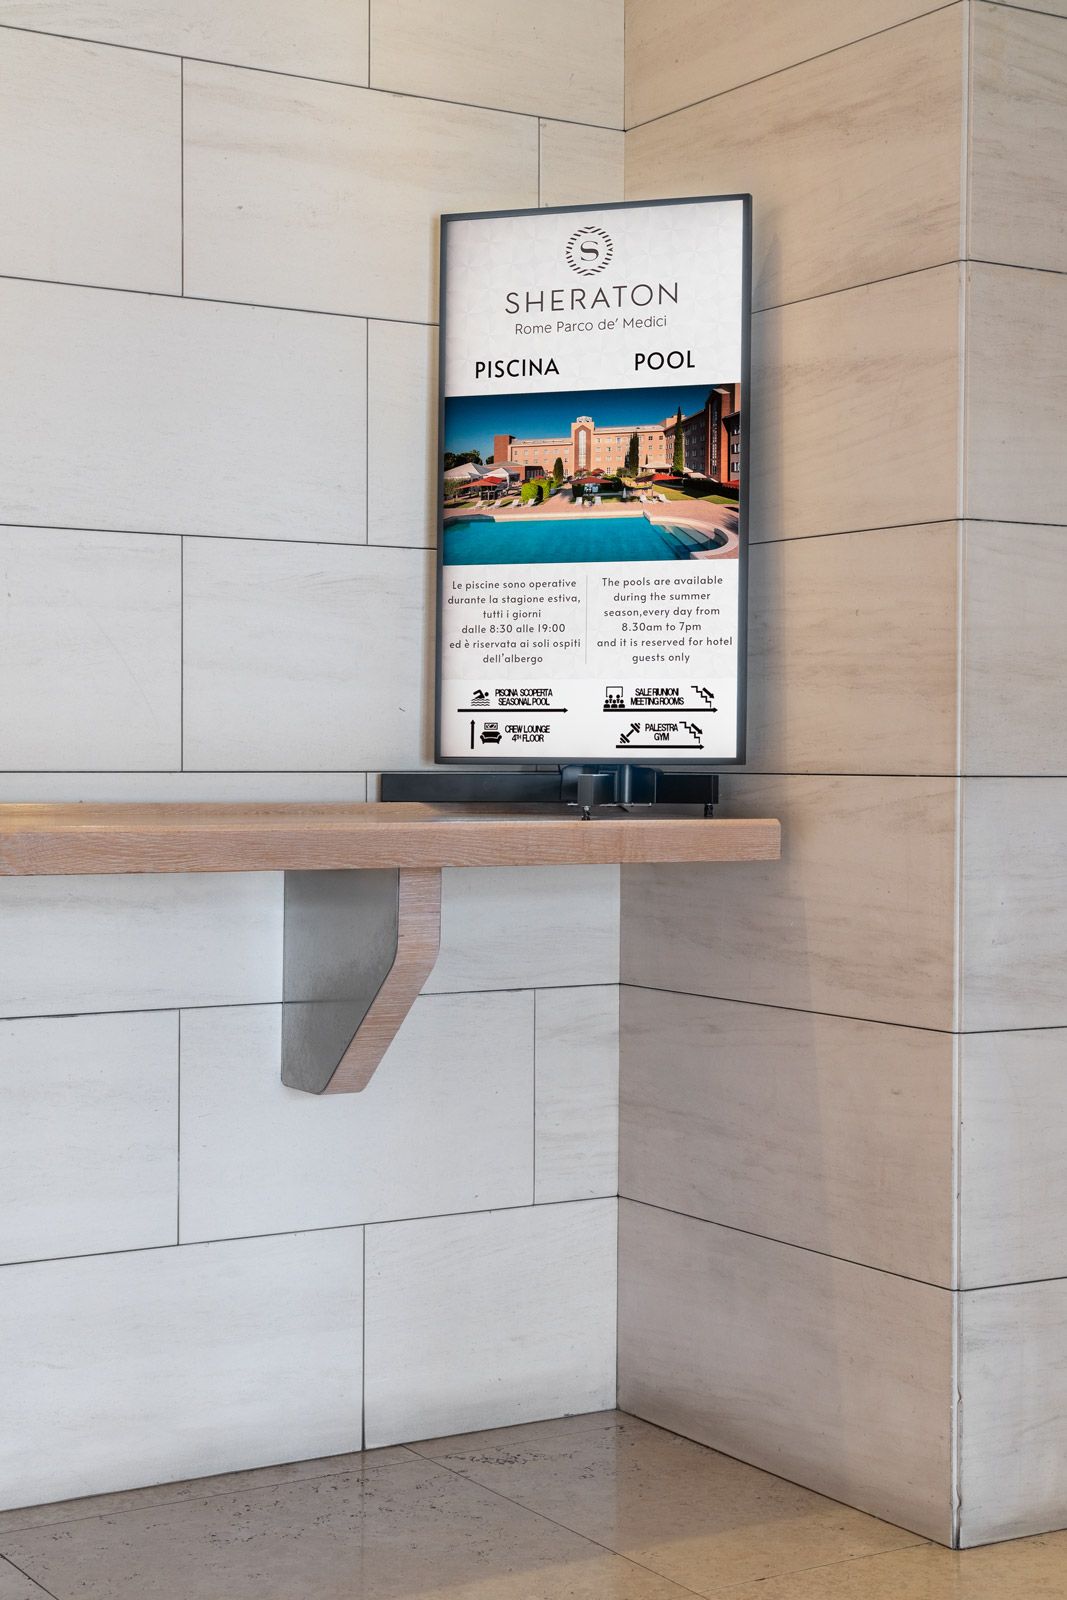 S
SHERATON
Rome Parco de' Medici
PISCINA
POOL
Le piscine sono operative
durante la stagione estiva,
tutti i giorni
dalle 8:30 alle 19:00
ed è riservata ai soli ospiti
dell'albergo
The pools are available
during the summer
season,every day from
8.30am to 7pm
and it is reserved for hotel
guests only
PISCINA SCOPERTA
SEASONAL POOL
SALE RIUNIONI
MEETING ROOMS
CREW LOUNGE
4TH FLOOR
PALESTRA
GYM